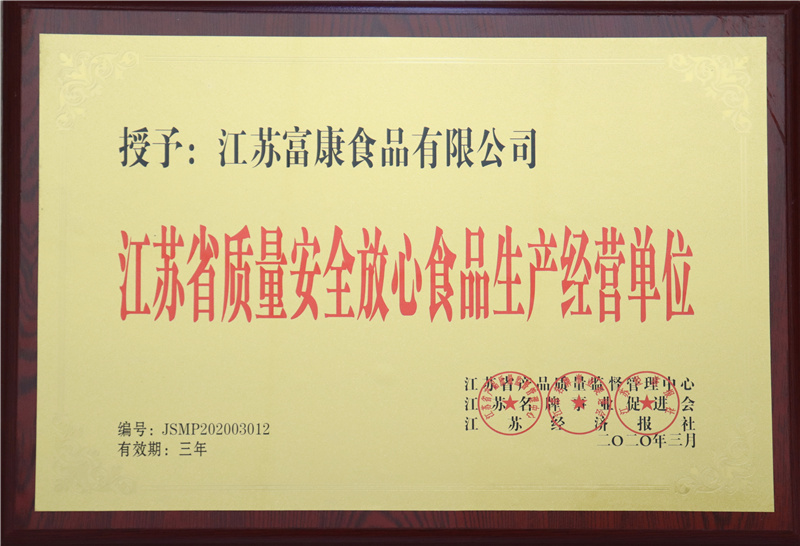 授予：江苏富康食品有限公司
江苏省质量安全放心食品生产经营单位
江苏省产品质量监督管理中心
江苏名牌事业促进会
江苏经济报社
二〇二〇年三月
编号：JSMP202003012
有效期：三年